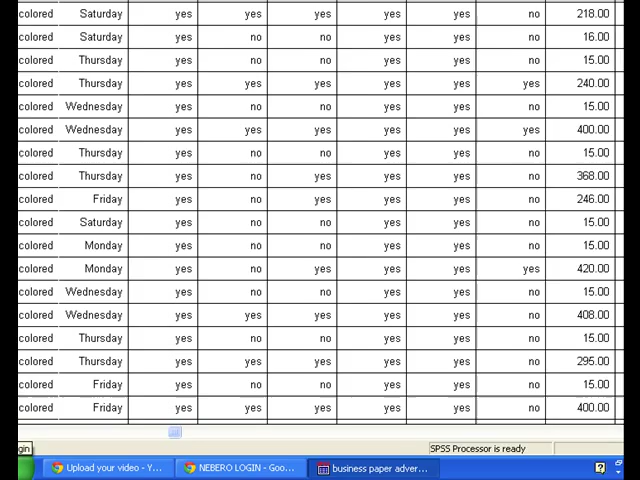 colored Saturday yes yes yes yes yes no 218.00
colored Saturday yes no no yes yes no 16.00
colored Thursday yes no no yes yes no 15.00
colored Thursday yes yes yes yes yes yes 240.00
colored Wednesday yes no no yes yes no 15.00
colored Wednesday yes yes yes yes yes yes 400.00
colored Thursday yes no no yes yes no 15.00
colored Thursday yes no yes yes yes no 368.00
colored Friday yes no yes yes yes no 246.00
colored Saturday yes no no yes yes no 15.00
colored Monday yes no no yes yes no 15.00
colored Monday yes no yes yes yes yes 420.00
colored Wednesday yes no no yes yes no 15.00
colored Wednesday yes yes yes yes yes no 408.00
colored Thursday yes no no yes yes no 15.00
colored Thursday yes yes yes yes yes no 295.00
colored Friday yes no no yes yes no 15.00
colored Friday yes yes yes yes yes no 400.00
gin SPSS Processor is ready
Upload your video - Y... NEBERO LOGIN - Goo... business paper adver... ?